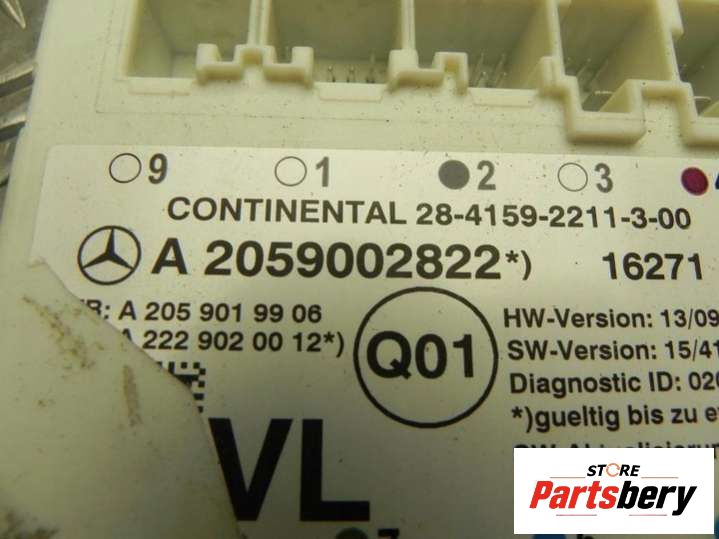 9 1 2 3
CONTINENTAL 28-4159-2211-3-00
A 2059002822*) 16271
A 205 901 99 06
A 222 902 00 12*)
Q01
HW-Version: 13/09
SW-Version: 15/41
Diagnostic ID:
*)gueltig bis zu
VL
STORE
Partsbery